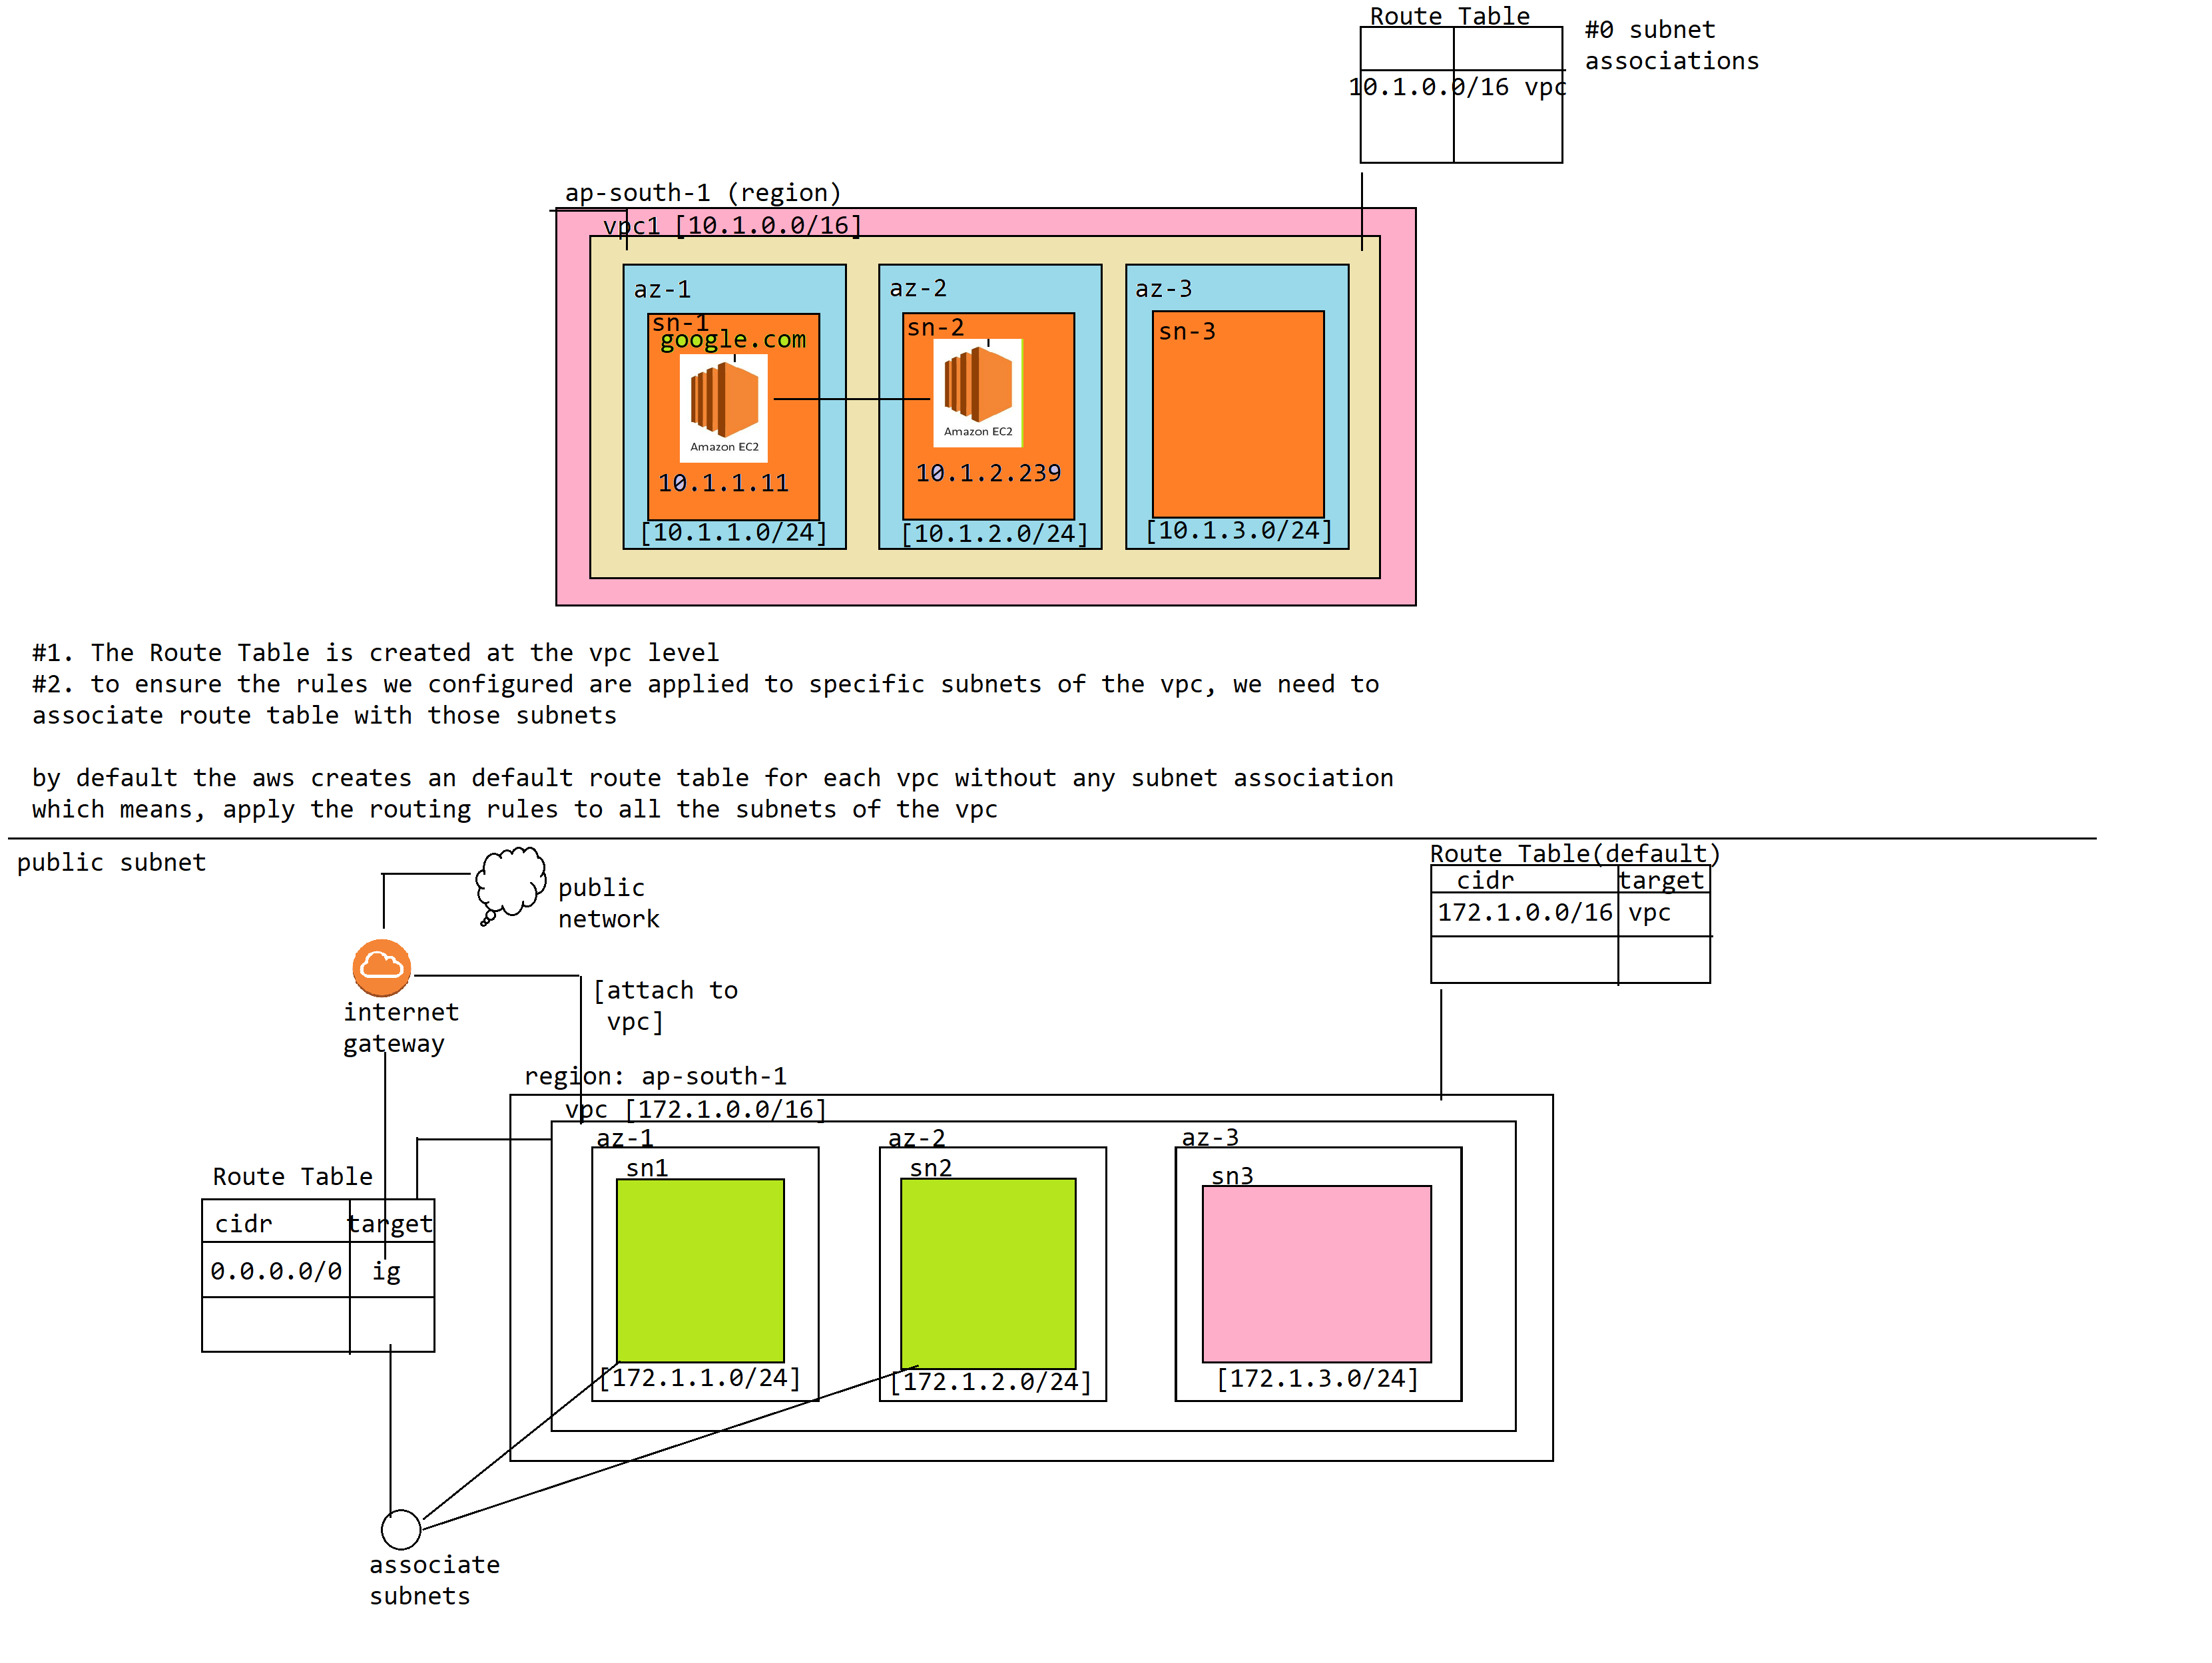 Route Table
#0 subnet
associations
10.1.0.0/16 vpc
ap-south-1 (region)
vpc1 [10.1.0.0/16]
az-1
az-2
az-3
sn-1
sn-2
sn-3
google.com
Amazon EC2
Amazon EC2
10.1.1.11
10.1.2.239
[10.1.1.0/24]
[10.1.2.0/24]
[10.1.3.0/24]
#1. The Route Table is created at the vpc level
#2. to ensure the rules we configured are applied to specific subnets of the vpc, we need to
associate route table with those subnets
by default the aws creates an default route table for each vpc without any subnet association
which means, apply the routing rules to all the subnets of the vpc
public subnet
public
network
Route Table(default)
cidr target
172.1.0.0/16 vpc
internet
gateway
[attach to
vpc]
region: ap-south-1
vpc [172.1.0.0/16]
az-1
az-2
az-3
sn1
sn2
sn3
Route Table
cidr target
0.0.0.0/0 ig
[172.1.1.0/24]
[172.1.2.0/24]
[172.1.3.0/24]
associate
subnets